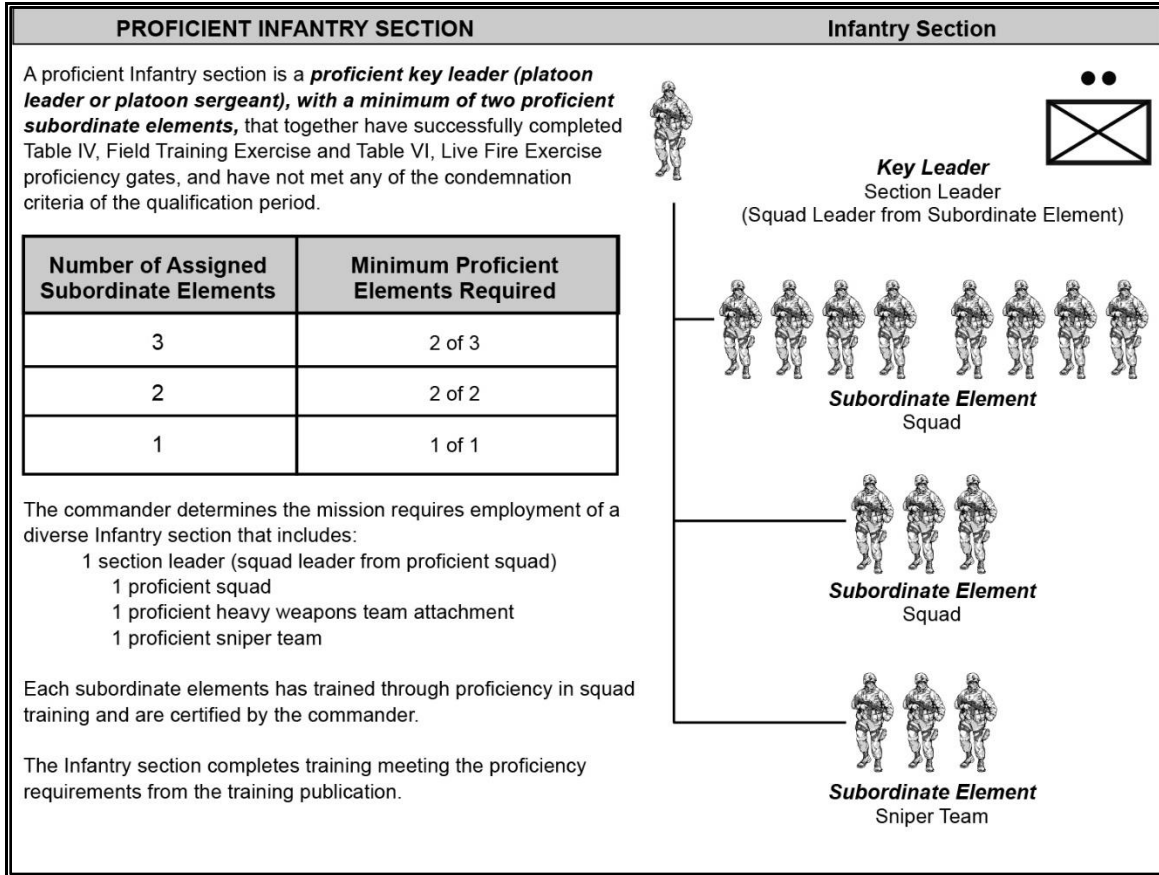 PROFICIENT INFANTRY SECTION
Infantry Section
A proficient Infantry section is a proficient key leader (platoon
leader or platoon sergeant), with a minimum of two proficient
subordinate elements, that together have successfully completed
Table IV, Field Training Exercise and Table VI, Live Fire Exercise
proficiency gates, and have not met any of the condemnation
criteria of the qualification period.
Number of Assigned
Subordinate Elements
Minimum Proficient
Elements Required
3
2 of 3
2
2 of 2
1
1 of 1
The commander determines the mission requires employment of a
diverse Infantry section that includes:
1 section leader (squad leader from proficient squad)
1 proficient squad
1 proficient heavy weapons team attachment
1 proficient sniper team
Each subordinate elements has trained through proficiency in squad
training and are certified by the commander.
The Infantry section completes training meeting the proficiency
requirements from the training publication.
Key Leader
Section Leader
(Squad Leader from Subordinate Element)
Subordinate Element
Squad
Subordinate Element
Squad
Subordinate Element
Sniper Team